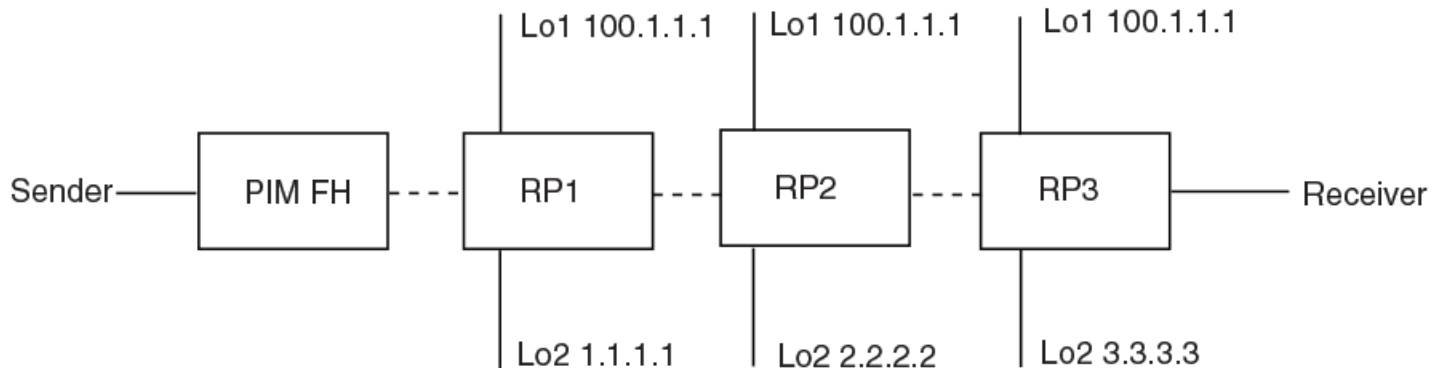 Lo1 100.1.1.1
Lo1 100.1.1.1
Lo1 100.1.1.1
Sender
PIM FH
RP1
RP2
RP3
Receiver
Lo2 1.1.1.1
Lo2 2.2.2.2
Lo2 3.3.3.3